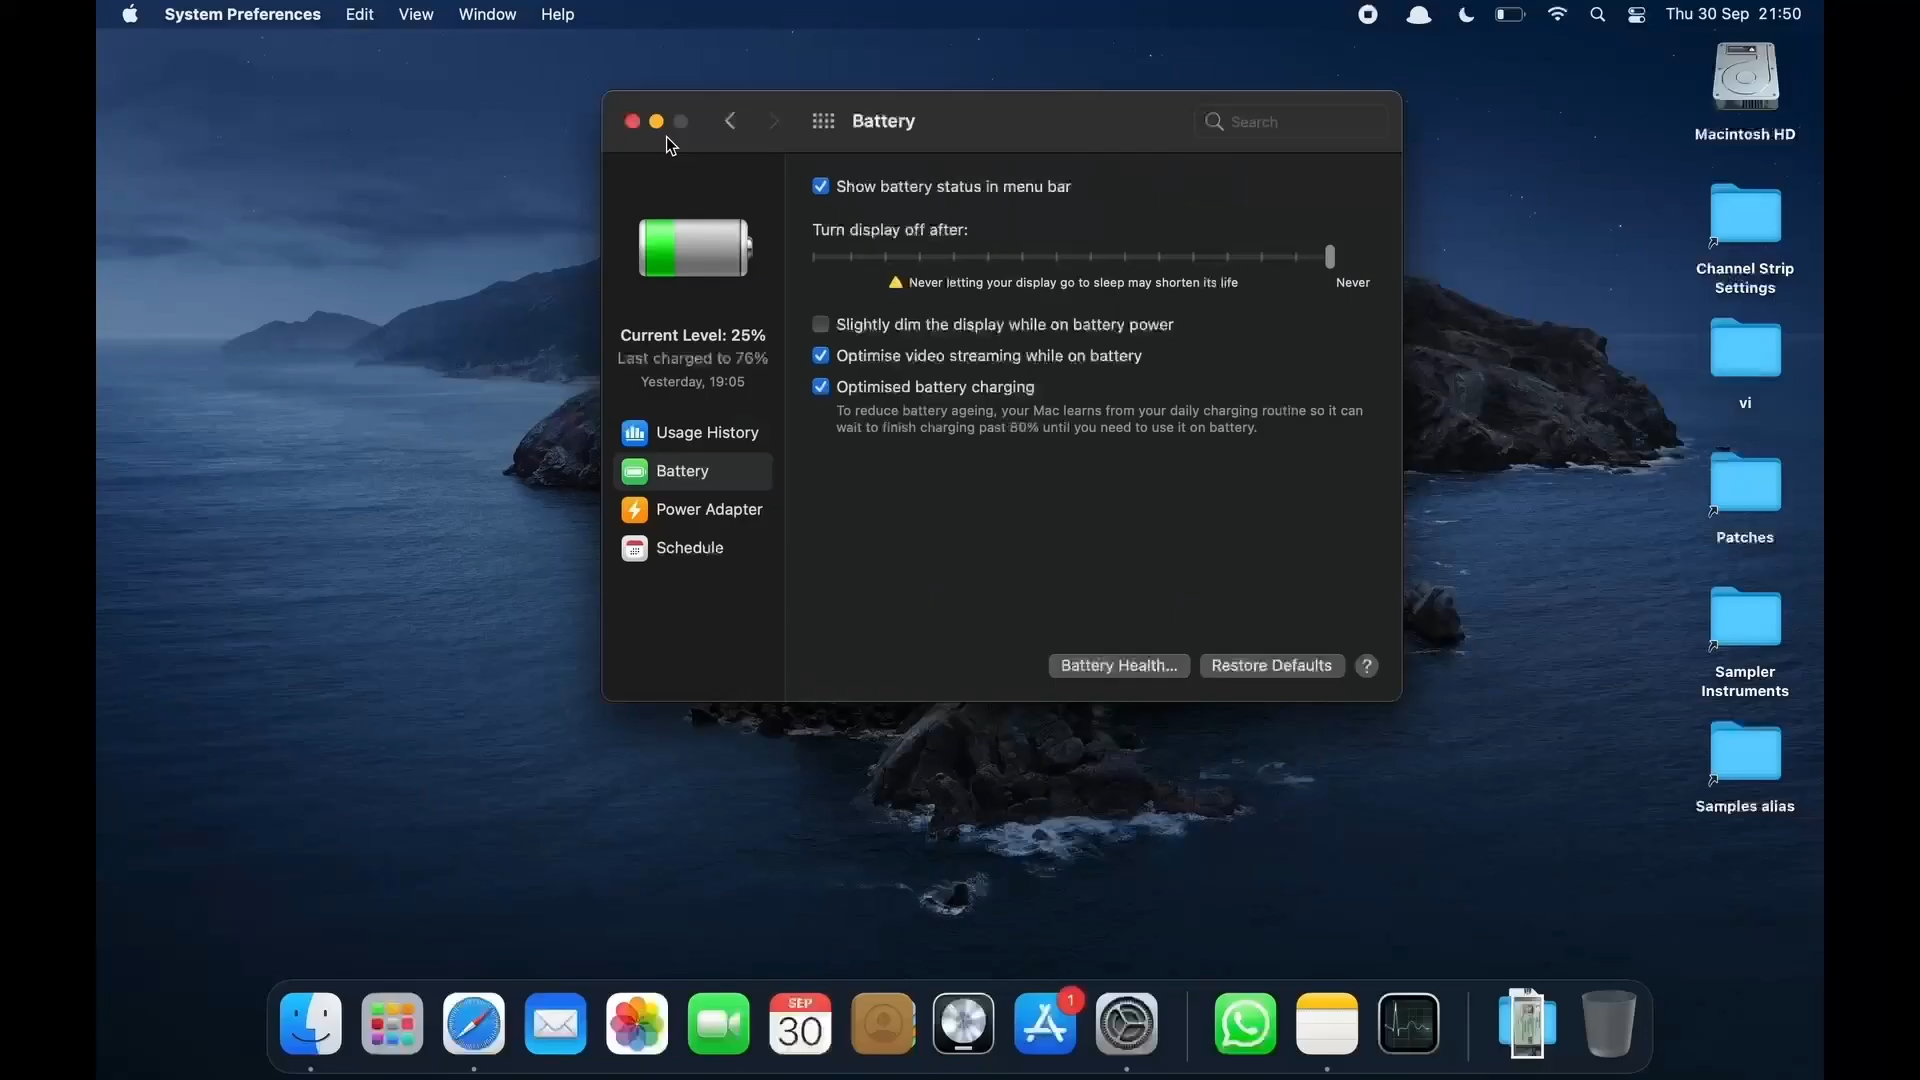 System Preferences Edit View Window Help Thu 30 Sep 21:50
Battery
Search
Show battery status in menu bar
Turn display off after:
Never letting your display go to sleep may shorten its life
Never
Slightly dim the display while on battery power
Optimise video streaming while on battery
Optimised battery charging
To reduce battery ageing, your Mac learns from your daily charging routine so it can
wait to finish charging past 80% until you need to use it on battery.
Current Level: 25%
Last charged to 76%
Yesterday, 19:05
Usage History
Battery
Power Adapter
Schedule
Battery Health...
Restore Defaults
?
Macintosh HD
Channel Strip
Settings
vi
Patches
Sampler
Instruments
Samples alias
SEP
30
1